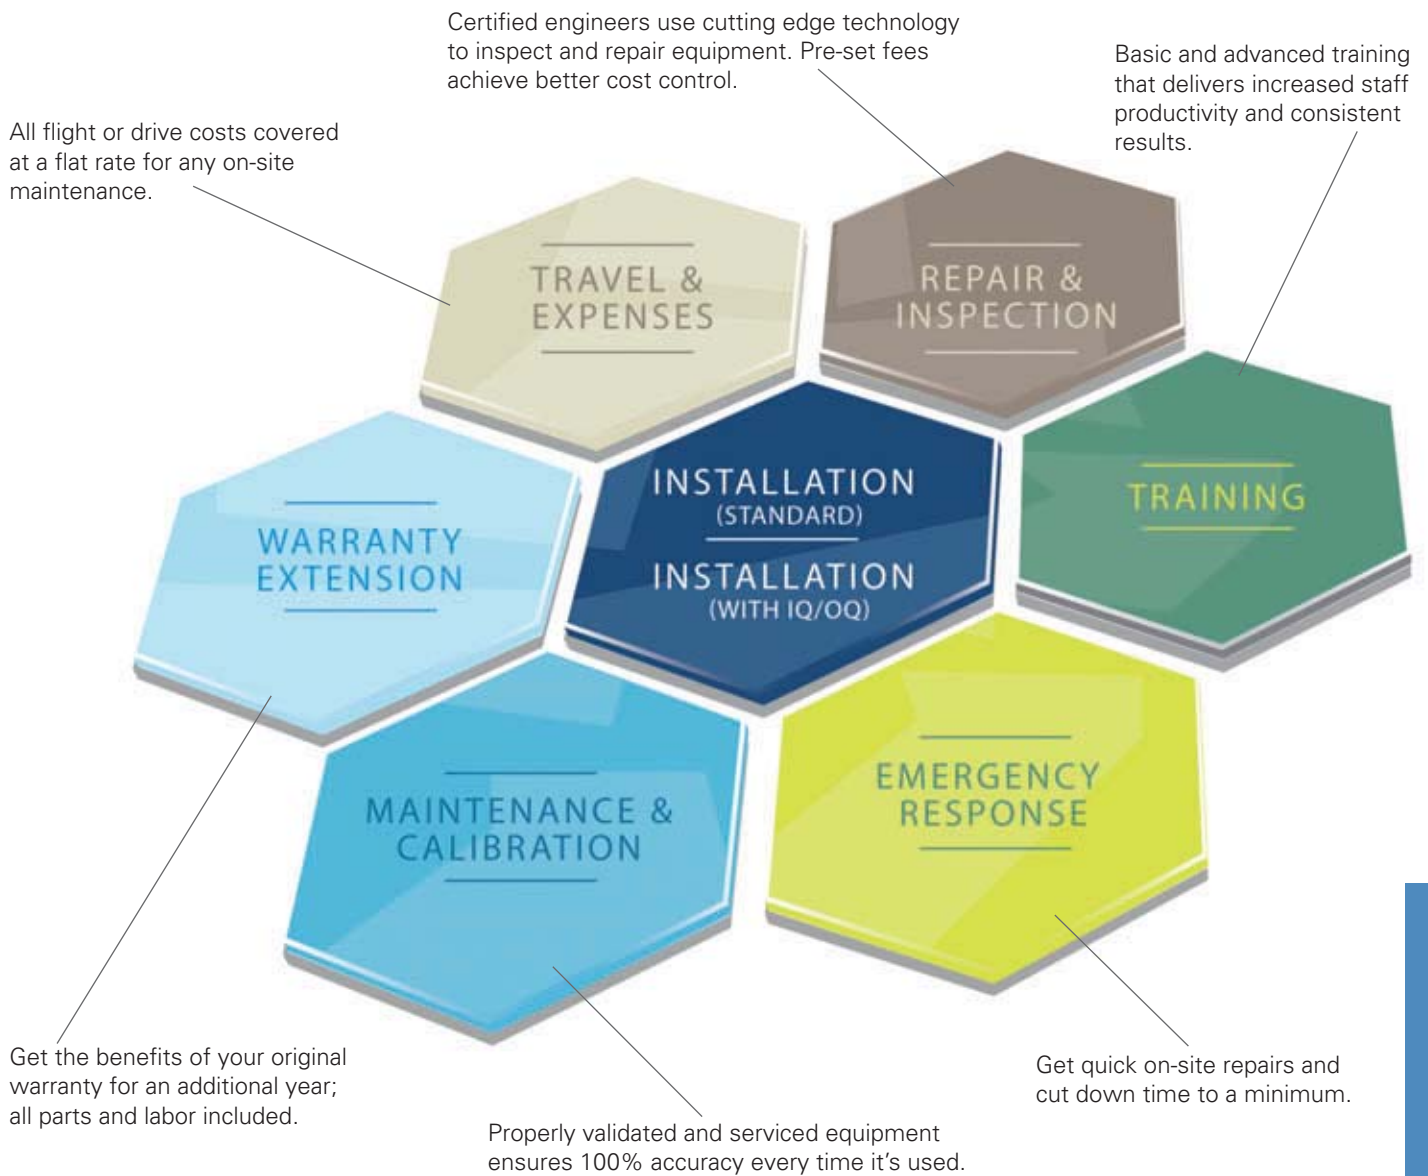 Certified engineers use cutting edge technology
to inspect and repair equipment. Pre-set fees
achieve better cost control.
Basic and advanced training
that delivers increased staff
productivity and consistent
results.
All flight or drive costs covered
at a flat rate for any on-site
maintenance.
TRAVEL &
EXPENSES
REPAIR &
INSPECTION
WARRANTY
EXTENSION
INSTALLATION
(STANDARD)
INSTALLATION
(WITH IQ/OQ)
TRAINING
MAINTENANCE &
CALIBRATION
EMERGENCY
RESPONSE
Get the benefits of your original
warranty for an additional year;
all parts and labor included.
Properly validated and serviced equipment
ensures 100% accuracy every time it's used.
Get quick on-site repairs and
cut down time to a minimum.